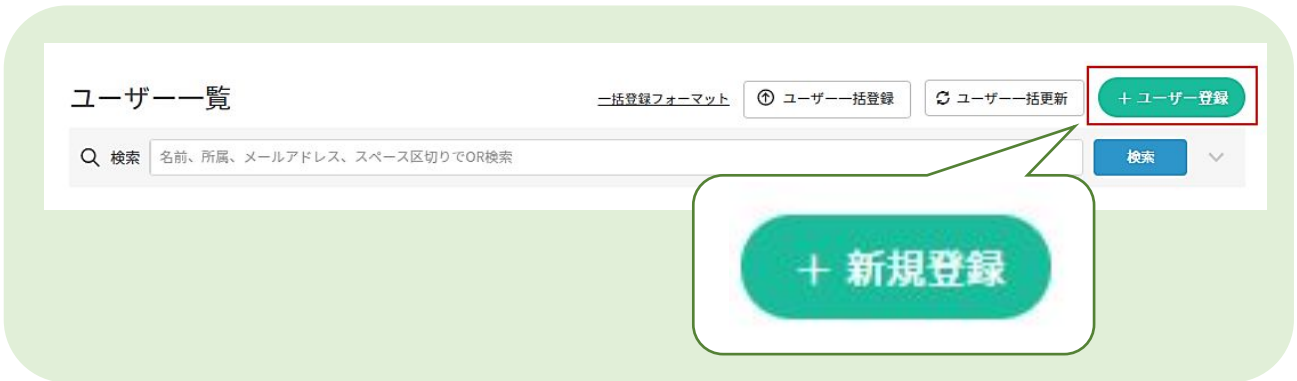 ユーザー一覧
一括登録フォーマット
ユーザー一括登録
ユーザー一括更新
+ ユーザー登録
検索
名前、所属、メールアドレス、スペース区切りでOR検索
検索
+ 新規登録